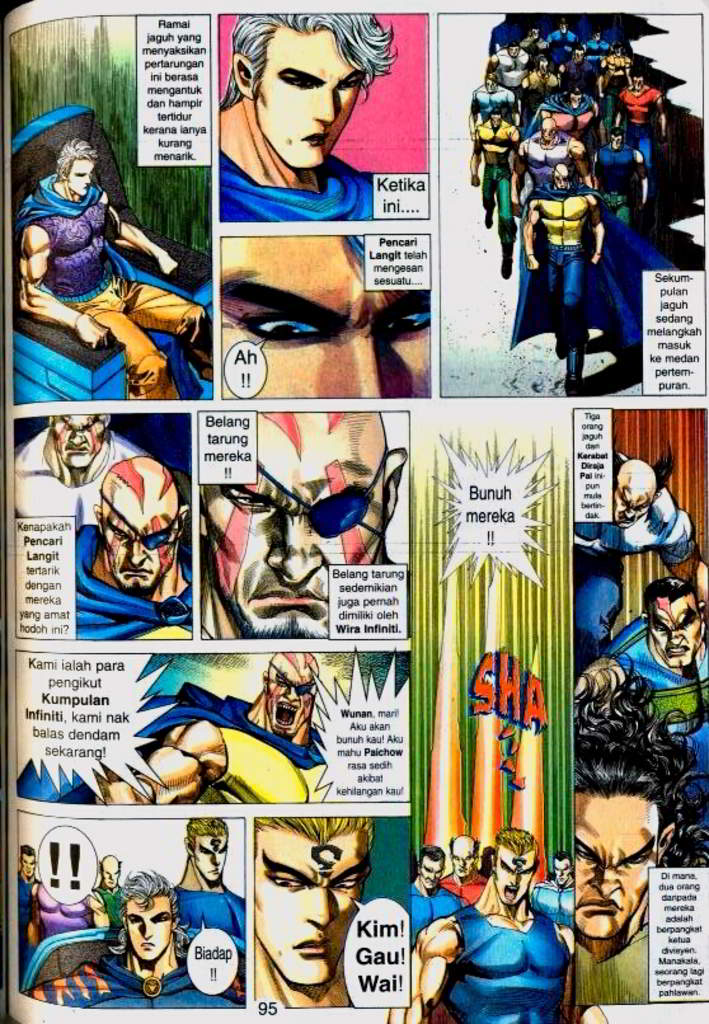 Ramai
jaguh yang
menyaksikan
pertarungan
ini berasa
mengantuk
dan hampir
tertidur
kerana ianya
kurang
menarik.
Ketika
ini....
Pencari
Langit telah
mengesan
sesuatu....
Ah
!!
Sekum-
pulan
jaguh
sedang
melangkah
masuk
ke medan
pertem-
puran.
Kenapakah
Pencari
Langit
tertarik
dengan
mereka
yang amat
hodoh ini?
Belang
tarung
mereka
!!
Belang tarung
sedemikian
juga pernah
dimiliki oleh
Wira Infiniti.
Bunuh
mereka
!!
Tiga
orang
jaguh
dari
Kerabat
Diraja
Pai ini-
pun
mula
bertin-
dak.
Kami ialah para
pengikut
Kumpulan
Infiniti, kami nak
balas dendam
sekarang!
Wunan, mari!
Aku akan
bunuh kau! Aku
mahu Paichow
rasa sedih
akibat
kehilangan kau!
SHA
!!
Biadap
!!
Kim!
Gau!
Wai!
Di mana,
dua orang
daripada
mereka
adalah
berpangkat
ketua
divisyen.
Manakala,
seorang lagi
berpangkat
pahlawan.
95